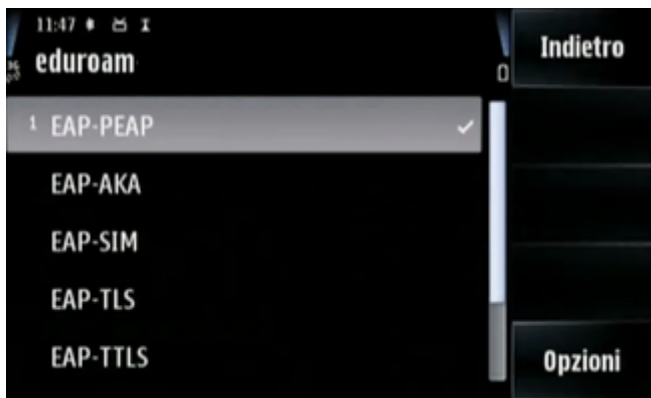 11:47
eduroam
Indietro
1 EAP-PEAP
EAP-AKA
EAP-SIM
EAP-TLS
EAP-TTLS
Opzioni